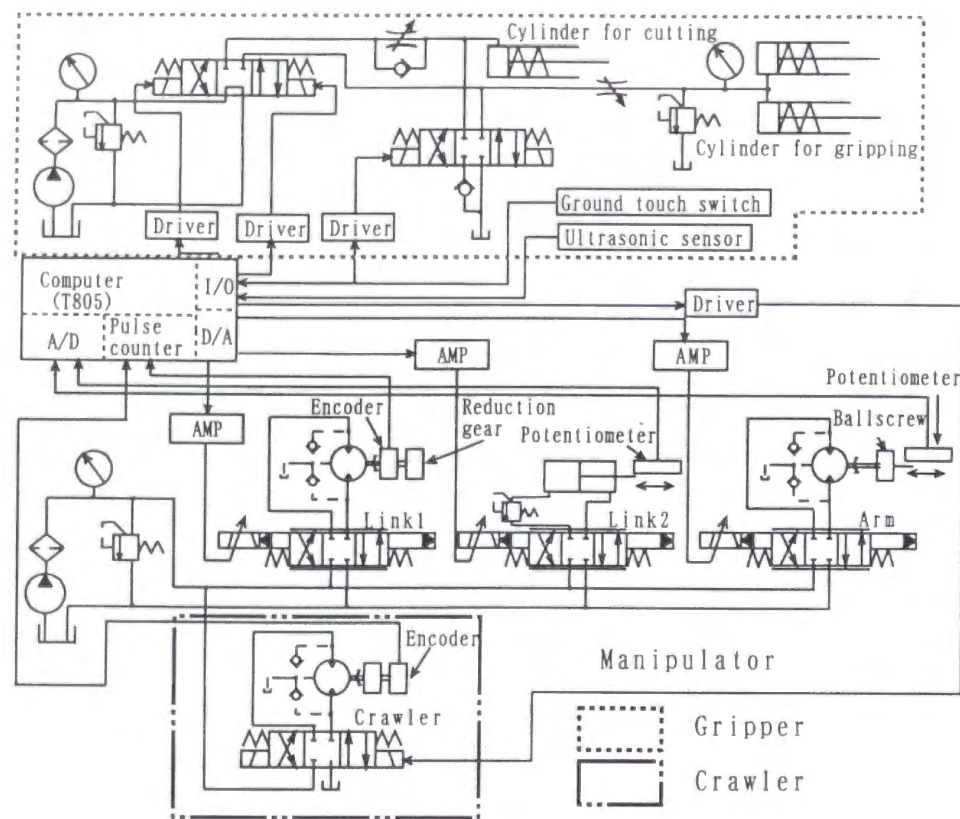 Cylinder for cutting
Cylinder for gripping
Driver
Driver
Driver
Ground touch switch
Ultrasonic sensor
Computer
(T805)
I/O
A/D
Pulse
counter
D/A
Driver
AMP
AMP
AMP
Encoder
Reduction
gear
Potentiometer
Potentiometer
Ballscrew
Link1
Link2
Arm
Encoder
Crawler
Manipulator
Gripper
Crawler